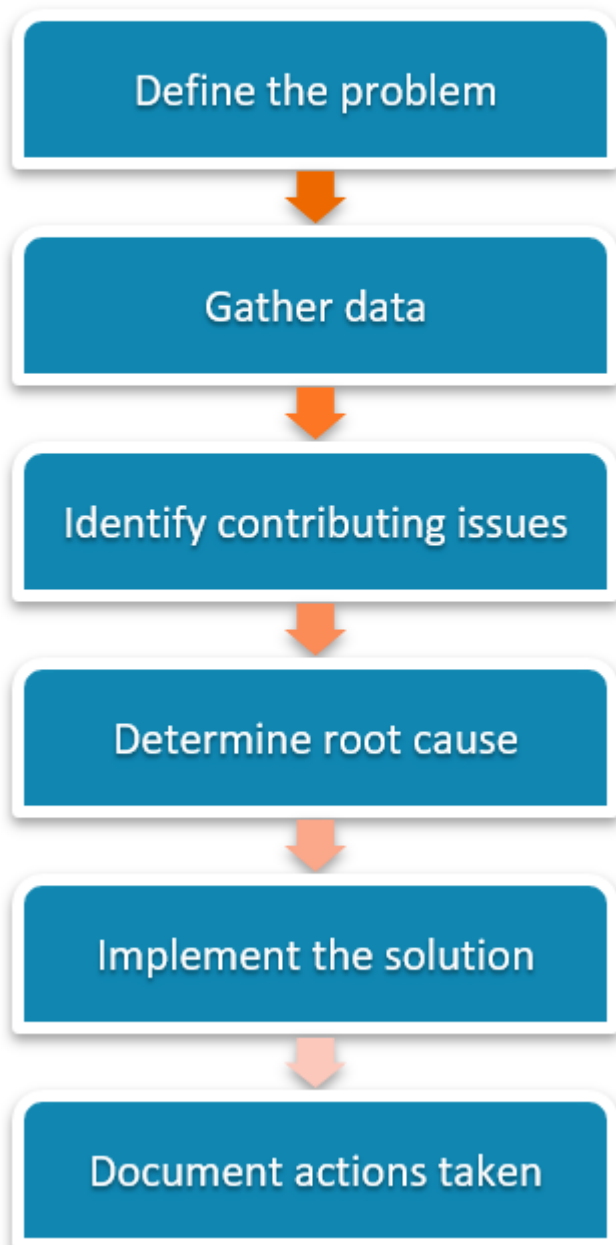 Define the problem
Gather data
Identify contributing issues
Determine root cause
Implement the solution
Document actions taken